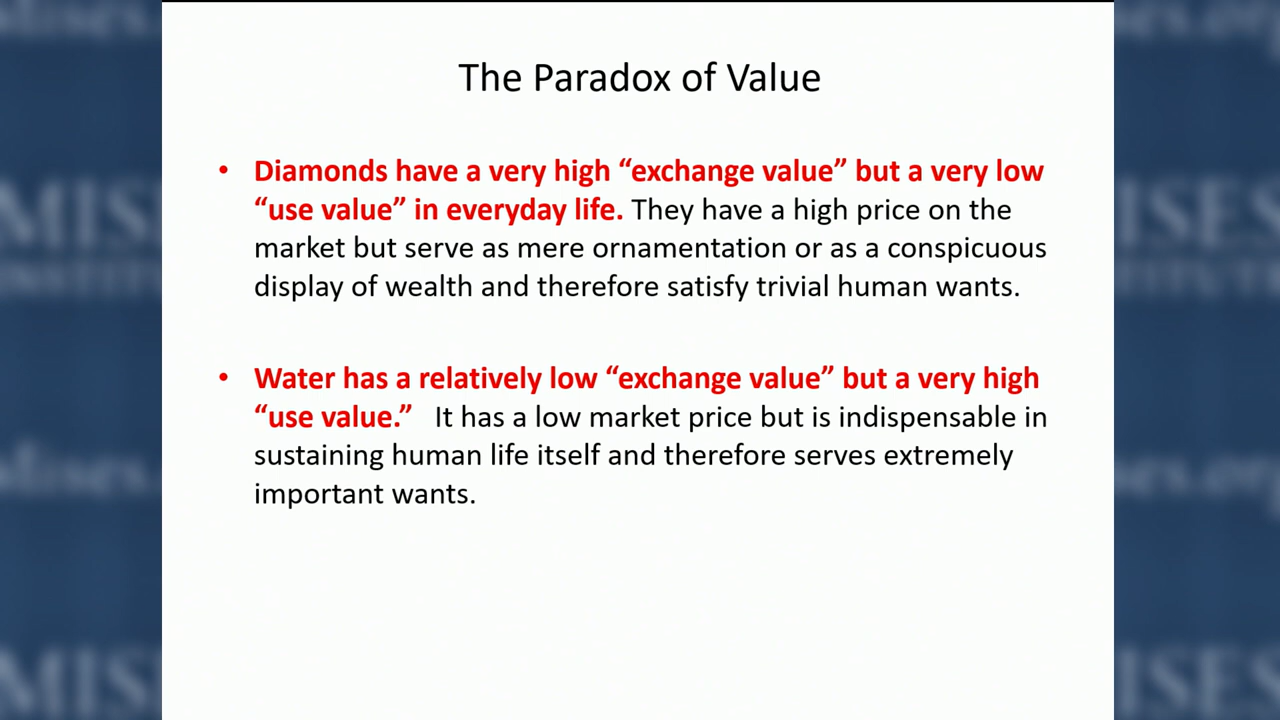 The Paradox of Value
• Diamonds have a very high “exchange value” but a very low
“use value” in everyday life. They have a high price on the
market but serve as mere ornamentation or as a conspicuous
display of wealth and therefore satisfy trivial human wants.
• Water has a relatively low “exchange value” but a very high
“use value.”   It has a low market price but is indispensable in
sustaining human life itself and therefore serves extremely
important wants.